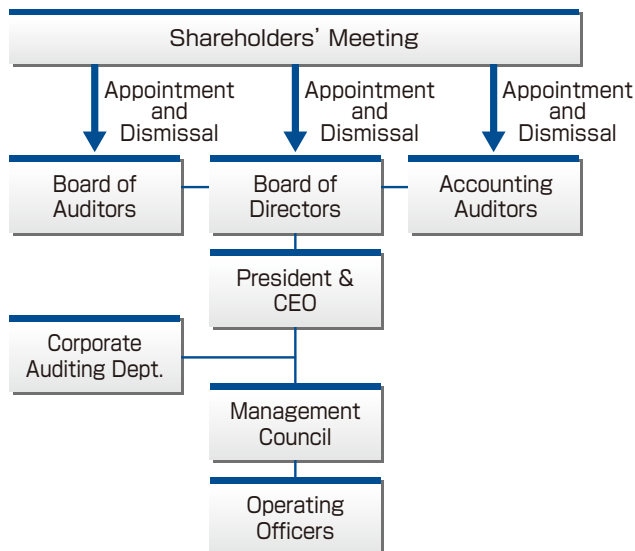 Shareholders’ Meeting
Appointment
and
Dismissal
Appointment
and
Dismissal
Appointment
and
Dismissal
Board of
Auditors
Board of
Directors
Accounting
Auditors
President &
CEO
Corporate
Auditing Dept.
Management
Council
Operating
Officers